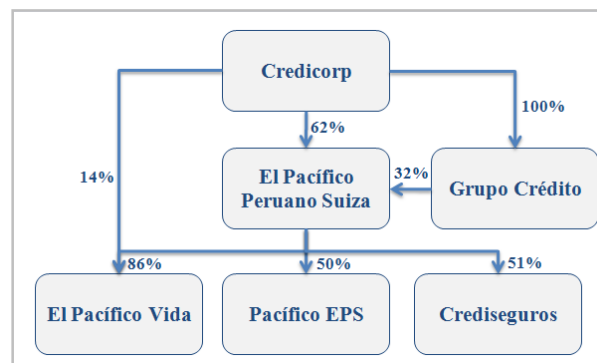 Credicorp
100%
62%
14%
El Pacífico
Peruano Suiza
32%
Grupo Crédito
86%
50%
51%
El Pacífico Vida
Pacífico EPS
Crediseguros